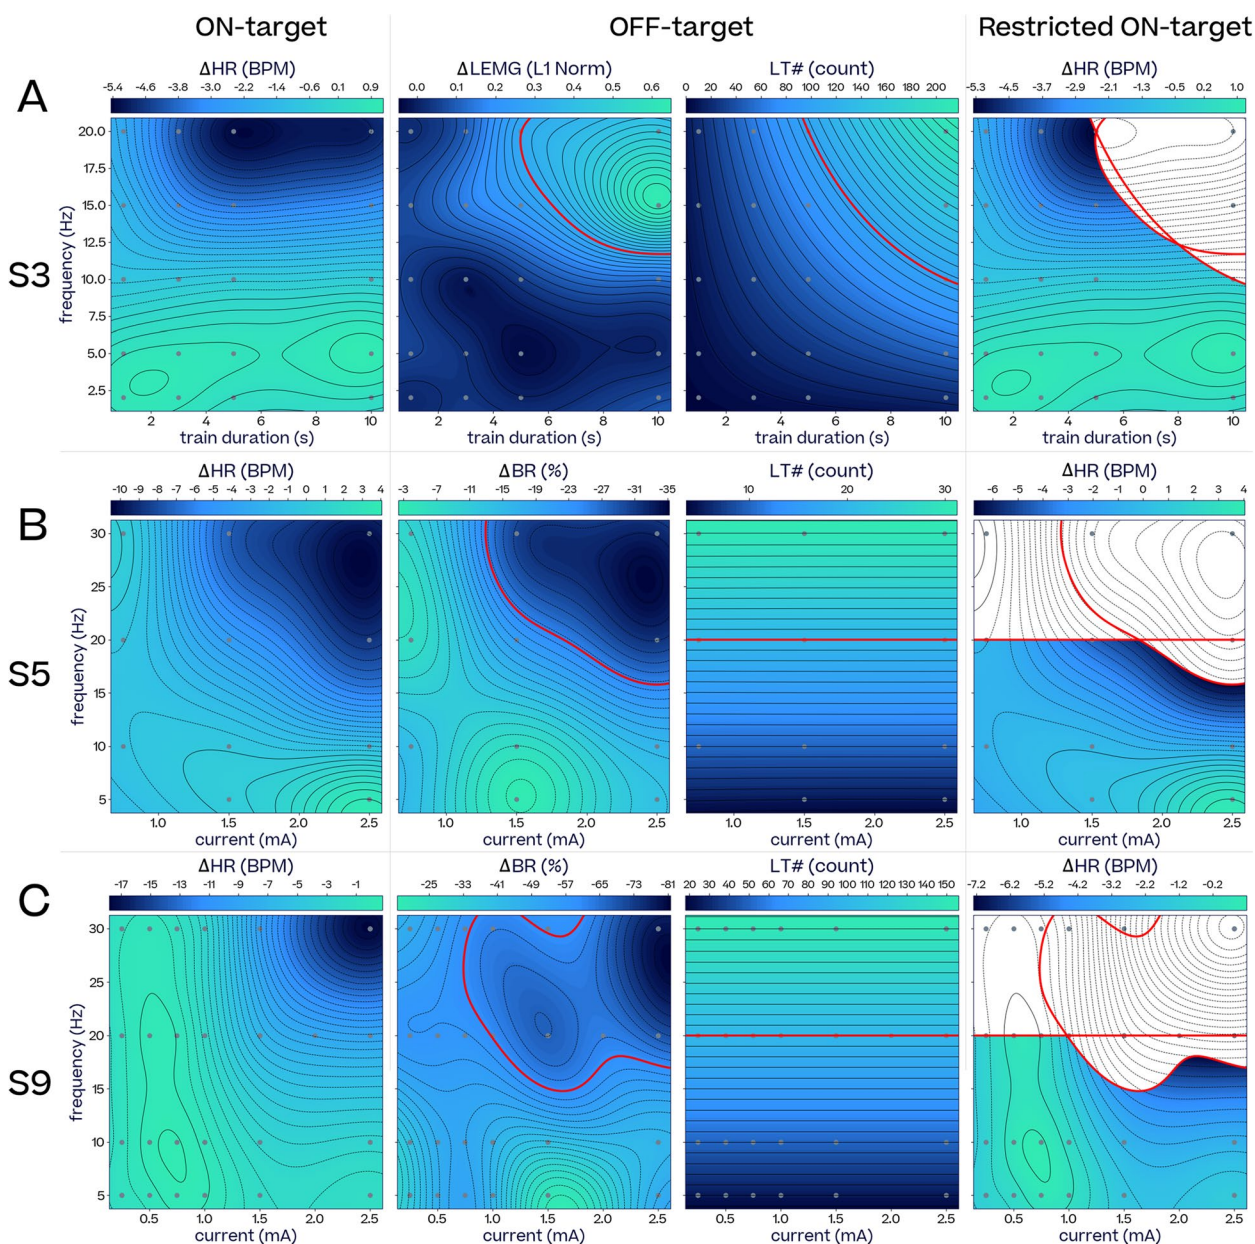 ON-target OFF-target Restricted ON-target
A
ΔHR (BPM) ΔLEMG (L1 Norm) LT# (count) ΔHR (BPM)
-5.4 -4.6 -3.8 -3.0 -2.2 -1.4 -0.6 0.1 0.9 0.0 0.1 0.2 0.3 0.4 0.5 0.6 0 20 40 60 80 100 120 140 160 180 200 -5.3 -4.5 -3.7 -2.9 -2.1 -1.3 -0.5 0.2 1.0
S3
frequency (Hz)
20.0
17.5
15.0
12.5
10.0
7.5
5.0
2.5
2 4 6 8 10 2 4 6 8 10 2 4 6 8 10 2 4 6 8 10
train duration (s) train duration (s) train duration (s) train duration (s)
B
ΔHR (BPM) ΔBR (%) LT# (count) ΔHR (BPM)
-10 -9 -8 -7 -6 -5 -4 -3 -2 -1 0 1 2 3 4 -3 -7 -11 -15 -19 -23 -27 -31 -35 10 20 30 -6 -5 -4 -3 -2 -1 0 1 2 3 4
S5
frequency (Hz)
30
25
20
15
10
5
1.0 1.5 2.0 2.5 1.0 1.5 2.0 2.5 1.0 1.5 2.0 2.5 1.0 1.5 2.0 2.5
current (mA) current (mA) current (mA) current (mA)
C
ΔHR (BPM) ΔBR (%) LT# (count) ΔHR (BPM)
-17 -15 -13 -11 -9 -7 -5 -3 -1 -25 -33 -41 -49 -57 -65 -73 -81 20 30 40 50 60 70 80 90 100 110 120 130 140 150 -7.2 -6.2 -5.2 -4.2 -3.2 -2.2 -1.2 -0.2
S9
frequency (Hz)
30
25
20
15
10
5
0.5 1.0 1.5 2.0 2.5 0.5 1.0 1.5 2.0 2.5 0.5 1.0 1.5 2.0 2.5 0.5 1.0 1.5 2.0 2.5
current (mA) current (mA) current (mA) current (mA)